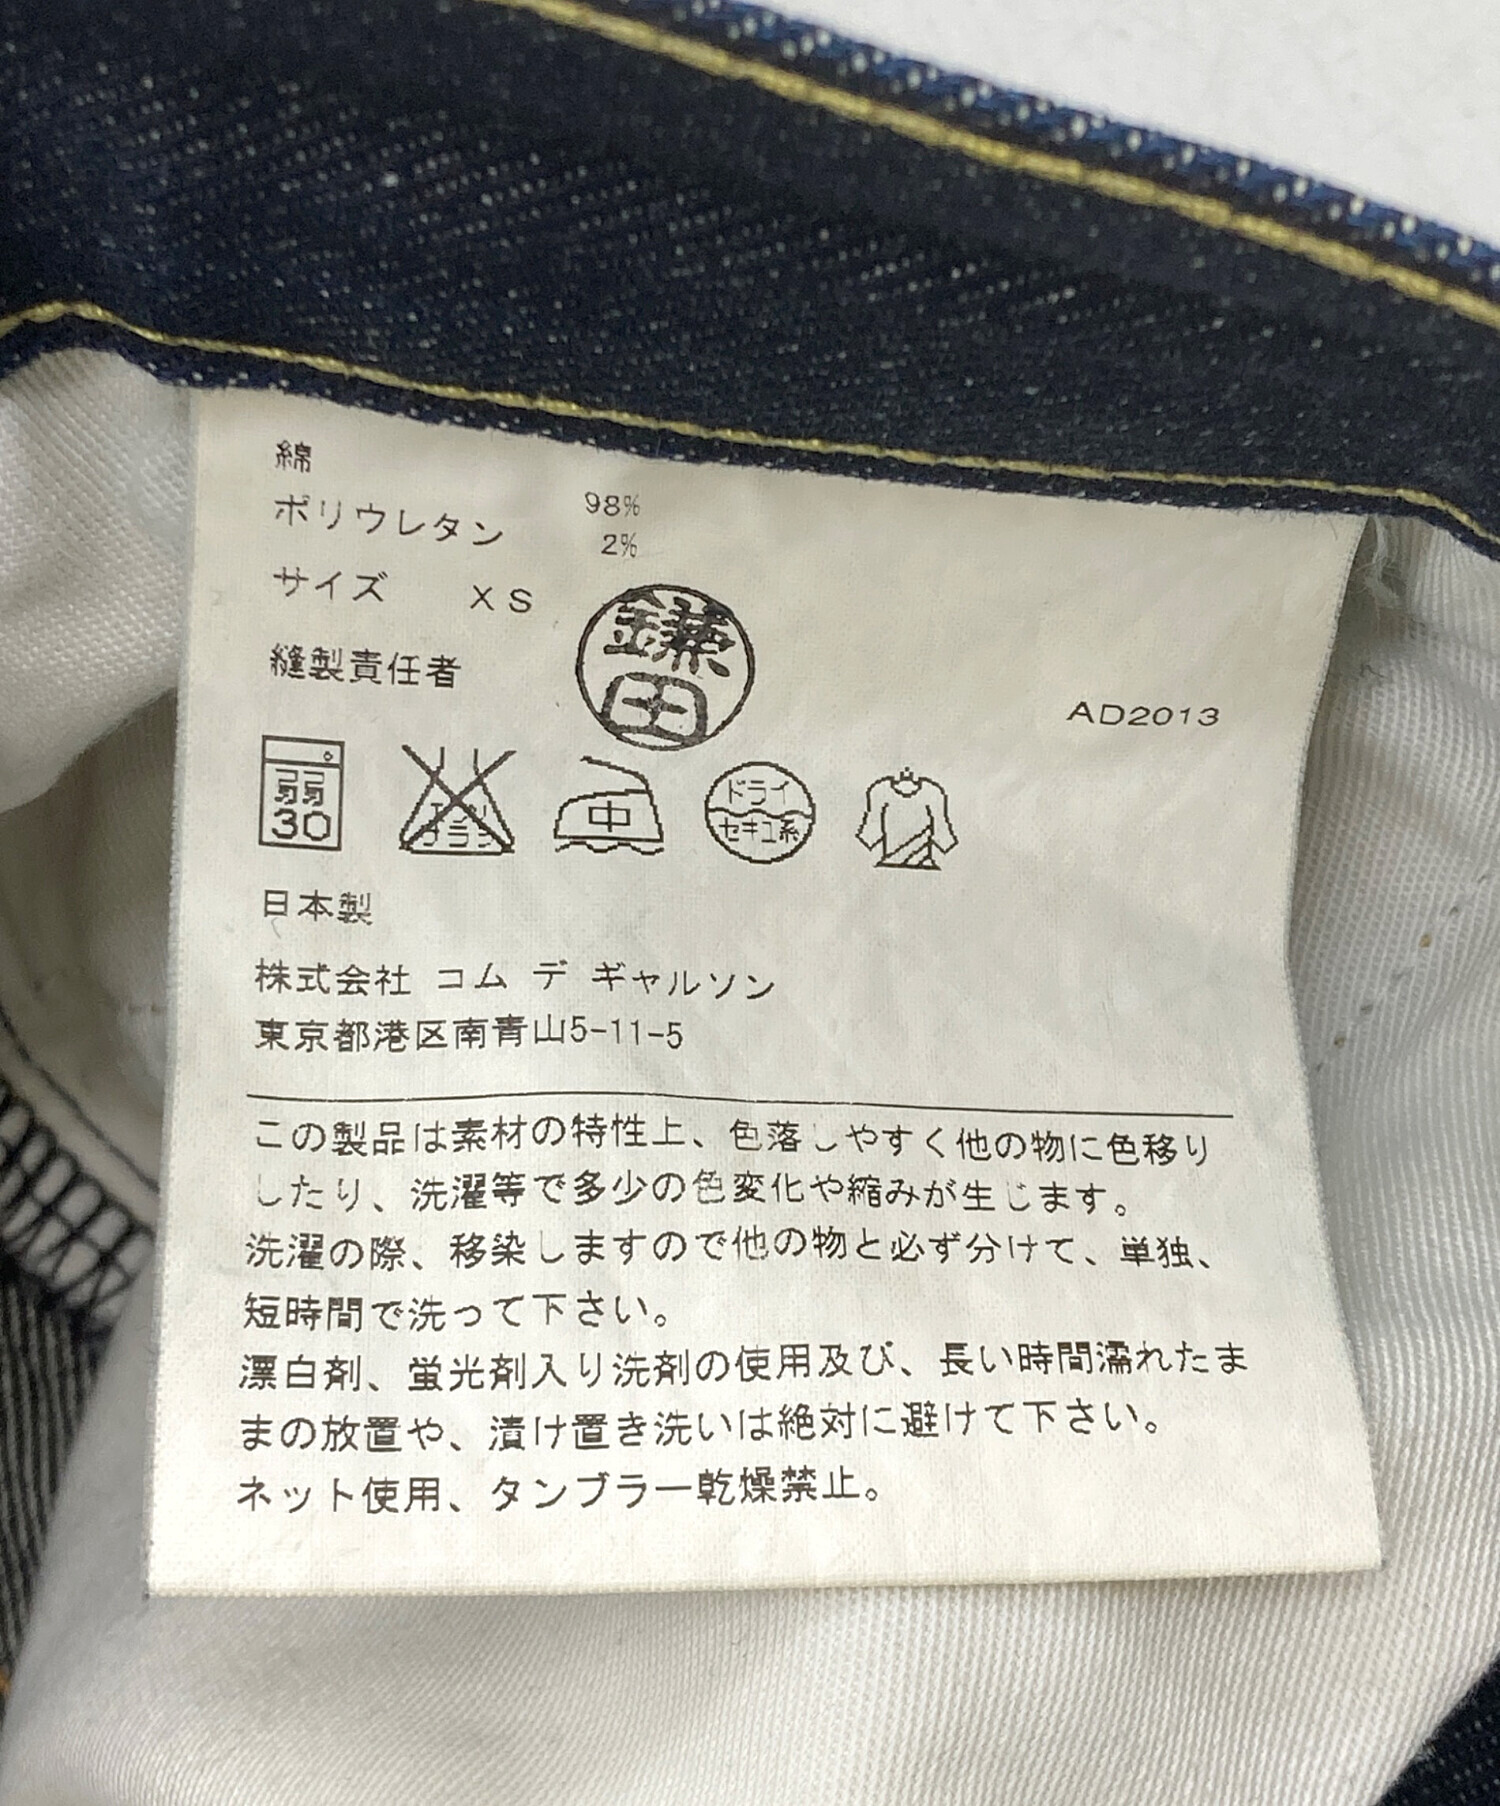 綿 98%
ポリウレタン 2%
サイズ XS
縫製責任者
鎌田
AD2013
弱
30
エンソ
サラシ
中
ドライ
セキユ系
日本製
株式会社 コム デ ギャルソン
東京都港区南青山5-11-5
この製品は素材の特性上、色落しやすく他の物に色移り
したり、洗濯等で多少の色変化や縮みが生じます。
洗濯の際、移染しますので他の物と必ず分けて、単独、
短時間で洗って下さい。
漂白剤、蛍光剤入り洗剤の使用及び、長い時間濡れたま
まの放置や、漬け置き洗いは絶対に避けて下さい。
ネット使用、タンブラー乾燥禁止。